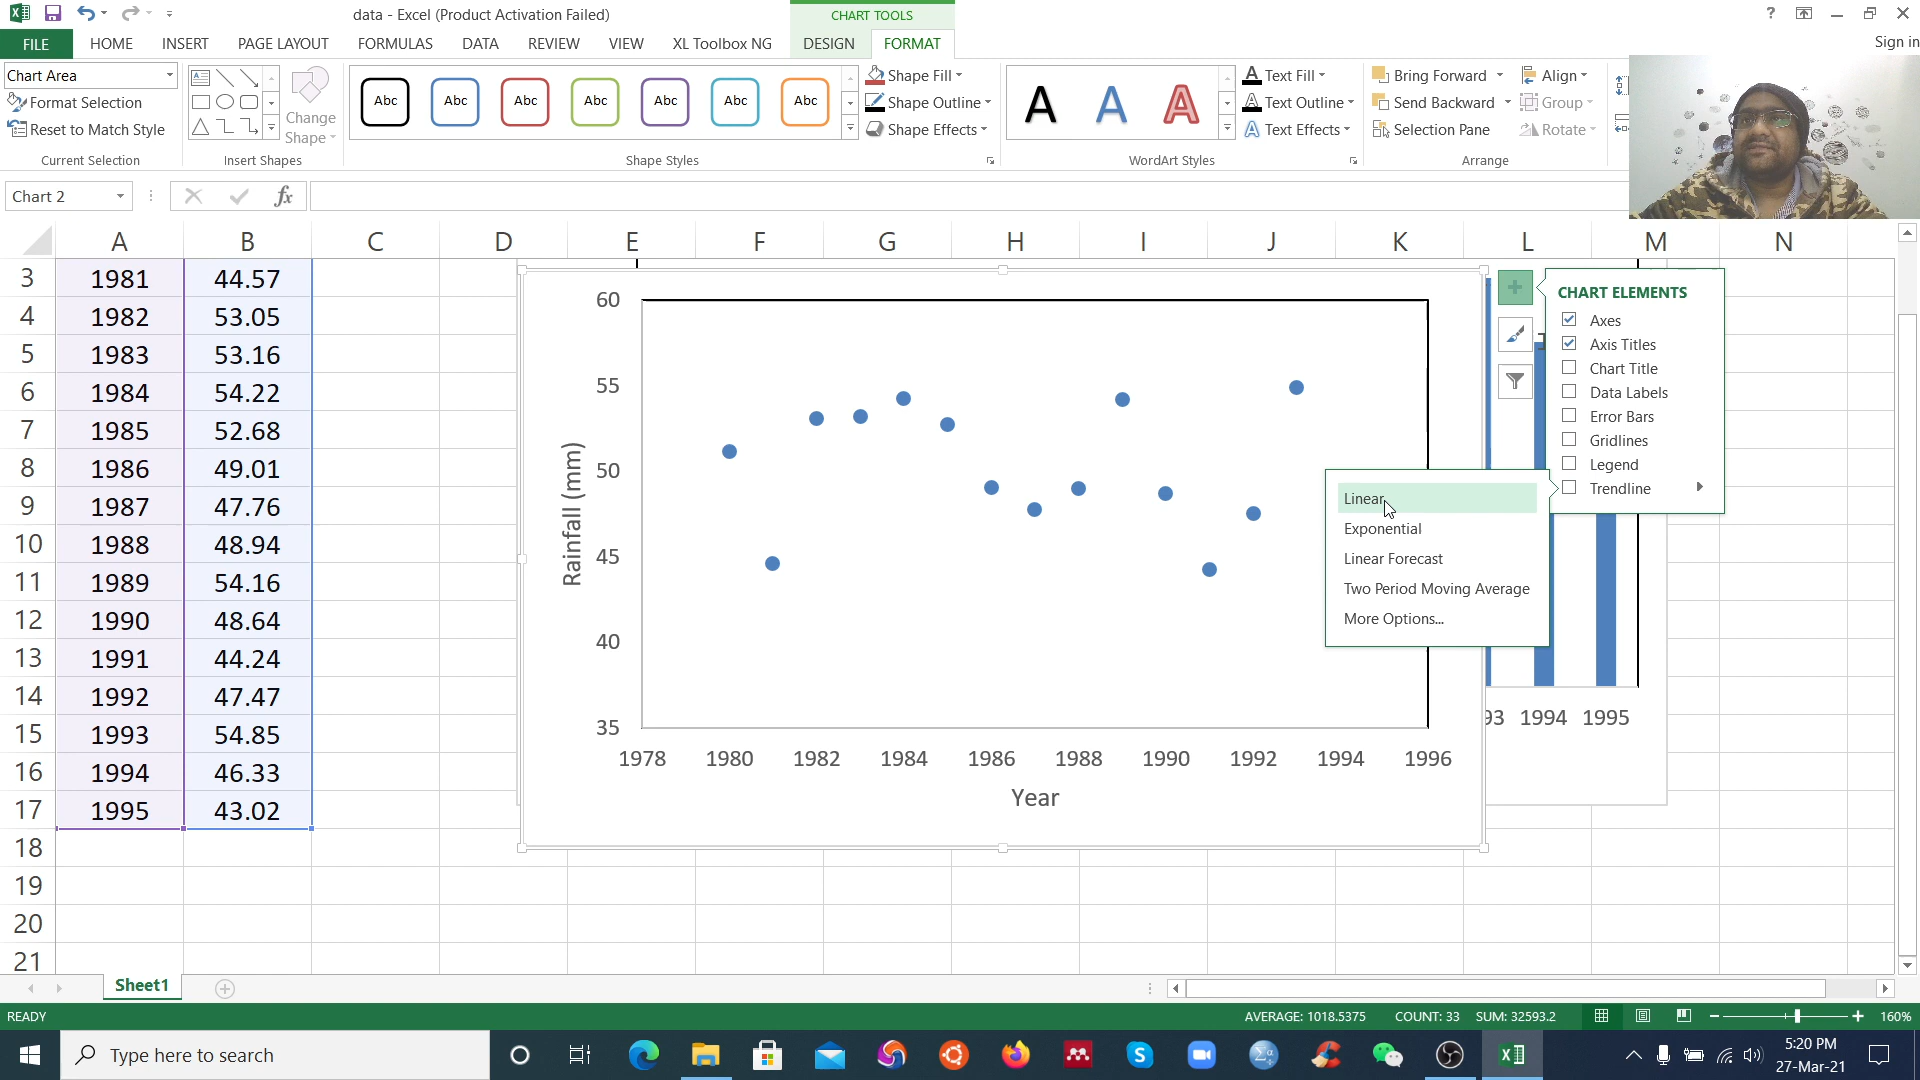 data - Excel (Product Activation Failed)
CHART TOOLS
?
FILE
HOME
INSERT
PAGE LAYOUT
FORMULAS
DATA
REVIEW
VIEW
XL Toolbox NG
DESIGN
FORMAT
Sign in
Chart Area
Format Selection
Reset to Match Style
Current Selection
Change
Shape
Insert Shapes
Abc
Abc
Abc
Abc
Abc
Abc
Abc
Shape Styles
Shape Fill
Shape Outline
Shape Effects
A
A
A
WordArt Styles
Text Fill
Text Outline
Text Effects
Bring Forward
Send Backward
Selection Pane
Align
Group
Rotate
Arrange
Chart 2
fx
A B C D E F G H I J K L M N
3 1981 44.57
4 1982 53.05
5 1983 53.16
6 1984 54.22
7 1985 52.68
8 1986 49.01
9 1987 47.76
10 1988 48.94
11 1989 54.16
12 1990 48.64
13 1991 44.24
14 1992 47.47
15 1993 54.85
16 1994 46.33
17 1995 43.02
18
19
20
21
60
55
50
45
40
35
Rainfall (mm)
1978 1980 1982 1984 1986 1988 1990 1992 1994 1996
Year
93 1994 1995
CHART ELEMENTS
Axes
Axis Titles
Chart Title
Data Labels
Error Bars
Gridlines
Legend
Trendline
Linear
Exponential
Linear Forecast
Two Period Moving Average
More Options...
Sheet1
READY
AVERAGE: 1018.5375
COUNT: 33
SUM: 32593.2
160%
Type here to search
5:20 PM
27-Mar-21